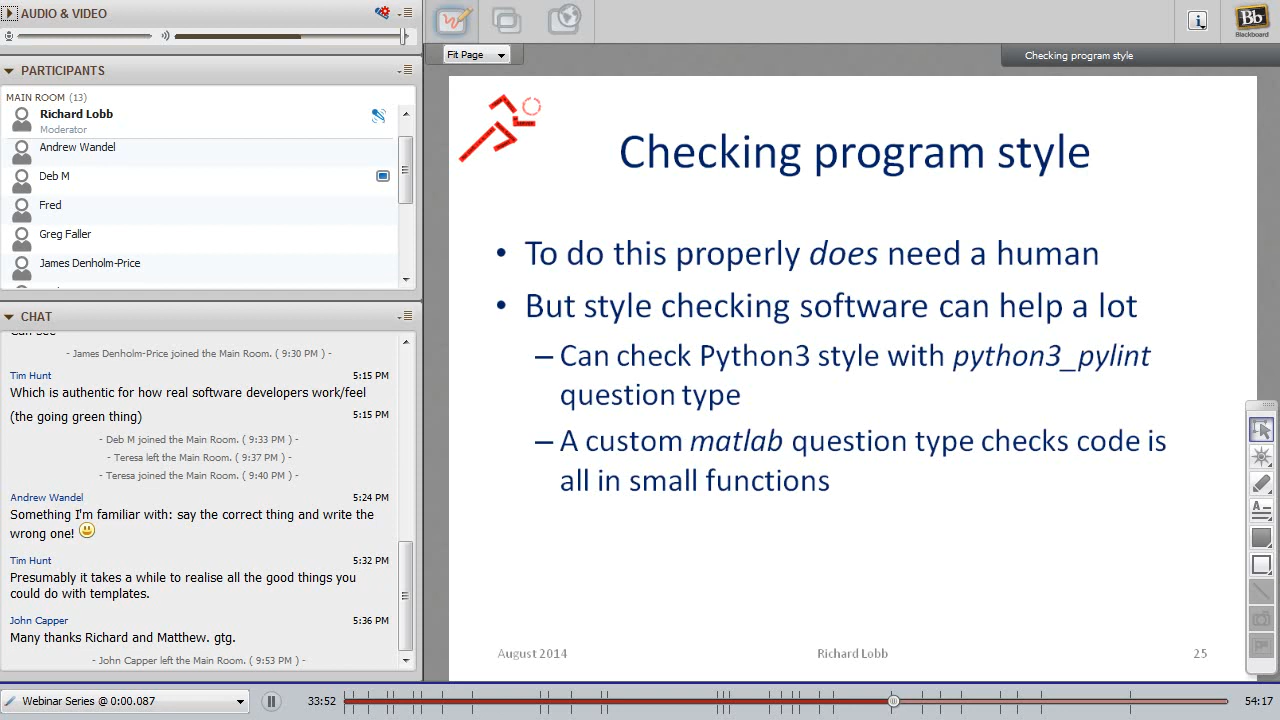 AUDIO & VIDEO
PARTICIPANTS
MAIN ROOM (13)
Richard Lobb
Moderator
Andrew Wandel
Deb M
Fred
Greg Faller
James Denholm-Price
CHAT
- James Denholm-Price joined the Main Room. ( 9:30 PM ) -
Tim Hunt 5:15 PM
Which is authentic for how real software developers work/feel
(the going green thing) 5:15 PM
- Deb M joined the Main Room. ( 9:33 PM ) -
- Teresa left the Main Room. ( 9:37 PM ) -
- Teresa joined the Main Room. ( 9:40 PM ) -
Andrew Wandel 5:24 PM
Something I'm familiar with: say the correct thing and write the
wrong one!
Tim Hunt 5:32 PM
Presumably it takes a while to realise all the good things you
could do with templates.
John Capper 5:36 PM
Many thanks Richard and Matthew. gtg.
- John Capper left the Main Room. ( 9:53 PM ) -
Webinar Series @ 0:00.087
33:52
54:17
Bb
Blackboard
Fit Page
Checking program style
Checking program style
• To do this properly does need a human
• But style checking software can help a lot
– Can check Python3 style with python3_pylint
question type
– A custom matlab question type checks code is
all in small functions
August 2014 Richard Lobb 25